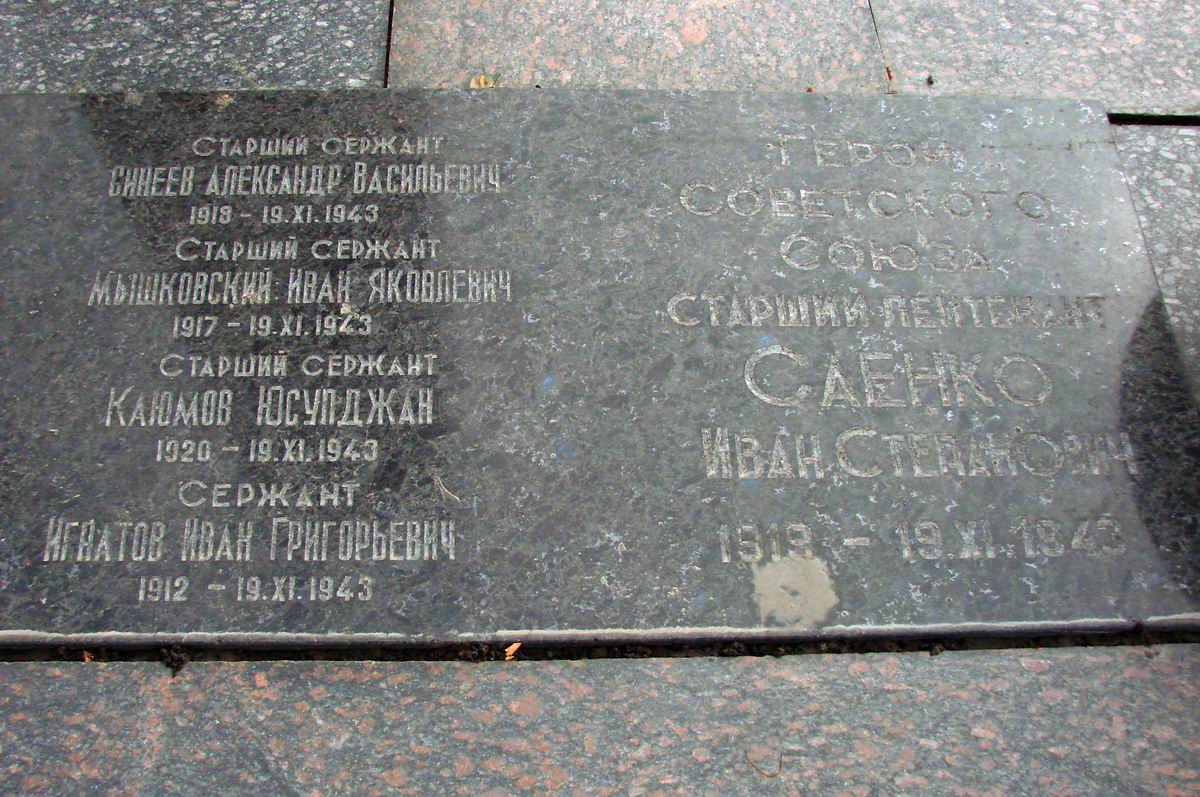 СТАРШИЙ СЕРЖАНТ
СИНЕЕВ АЛЕКСАНДР ВАСИЛЬЕВИЧ
1918 - 19.XI.1943
СТАРШИЙ СЕРЖАНТ
МЫШКОВСКИЙ ИВАН ЯКОВЛЕВИЧ
1917 - 19.XI.1943
СТАРШИЙ СЕРЖАНТ
КАЮМОВ ЮСУПДЖАН
1920 - 19.XI.1943
СЕРЖАНТ
ИГНАТОВ ИВАН ГРИГОРЬЕВИЧ
1912 - 19.XI.1943
ГЕРОЙ
СОВЕТСКОГО
СОЮЗА
СТАРШИЙ ЛЕЙТЕНАНТ
САЕНКО
ИВАН СТЕПАНОВИЧ
1919 - 19.XI.1943